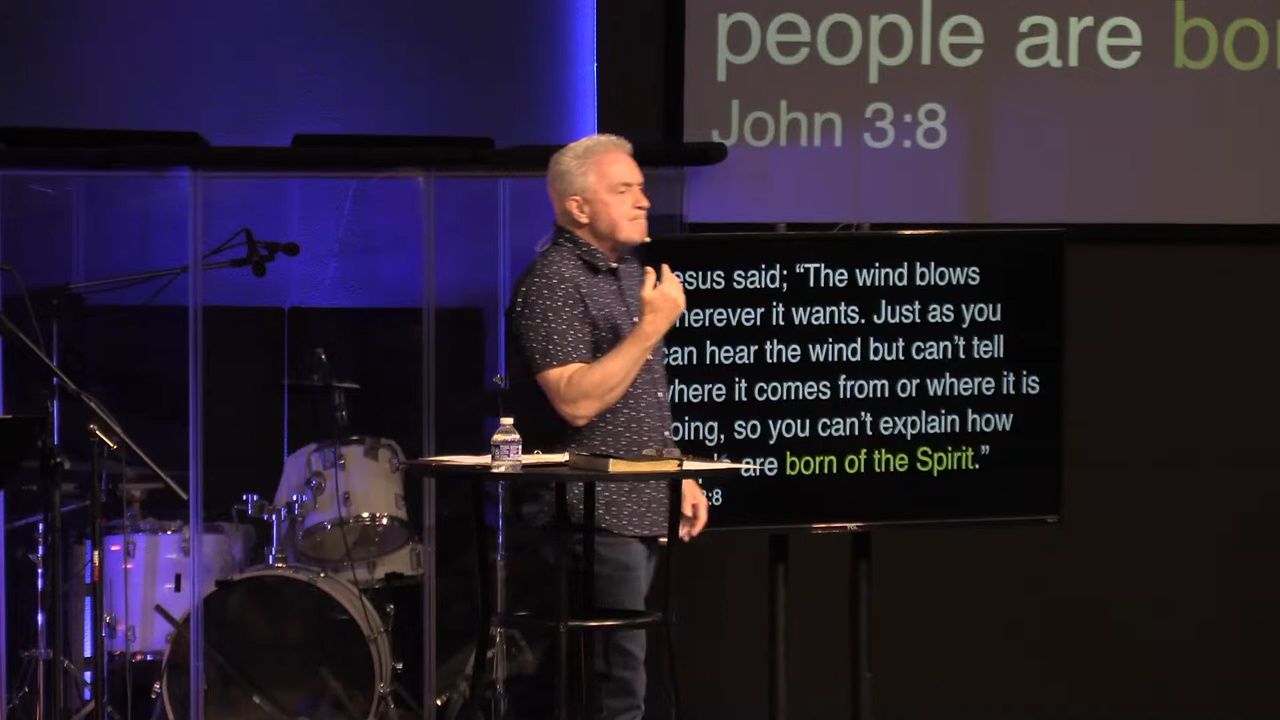 people are
John 3:8
esus said; “The wind blows
herever it wants. Just as you
can hear the wind but can’t tell
where it comes from or where it is
oing, so you can’t explain how
are born of the Spirit.”
:8